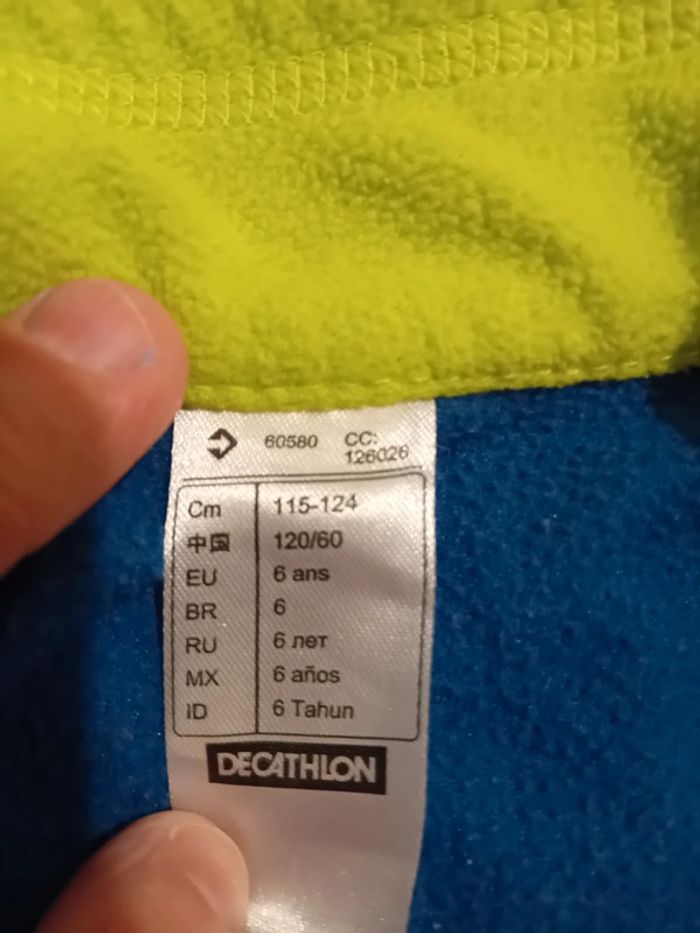 60580 CC:
126026
Cm 115-124
中国 120/60
EU 6 ans
BR 6
RU 6 лет
MX 6 años
ID 6 Tahun
DECATHLON